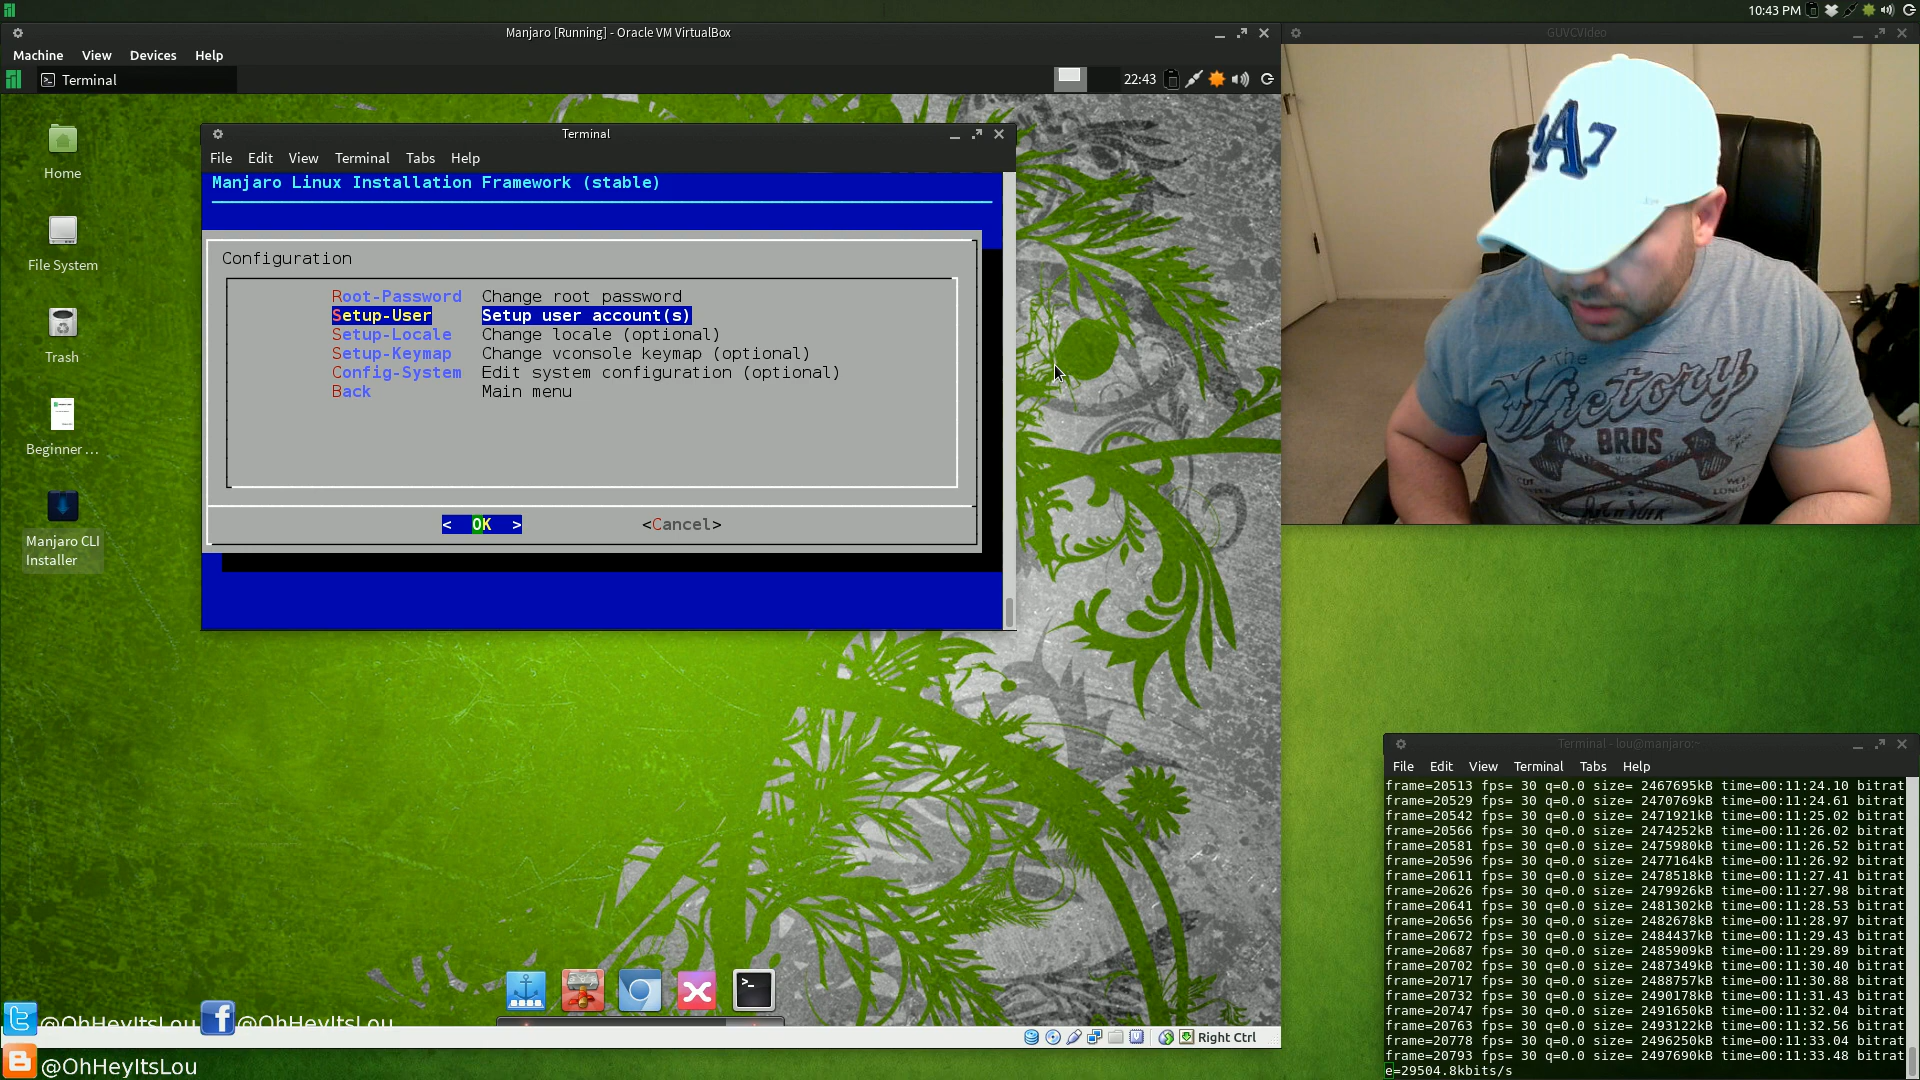 10:43 PM
Manjaro [Running] - Oracle VM VirtualBox
GUVCVideo
Machine View Devices Help
Terminal
22:43
Home
File System
Trash
Beginner ...
Manjaro CLI
Installer
Terminal
File Edit View Terminal Tabs Help
Manjaro Linux Installation Framework (stable)
Configuration
Root-Password Change root password
Setup-User Setup user account(s)
Setup-Locale Change locale (optional)
Setup-Keymap Change vconsole keymap (optional)
Config-System Edit system configuration (optional)
Back Main menu
< OK > <Cancel>
A
The
Victory
BROS
Terminal - lou@manjaro:~
File Edit View Terminal Tabs Help
frame=20513 fps= 30 q=0.0 size= 2467695kB time=00:11:24.10 bitrat
frame=20529 fps= 30 q=0.0 size= 2470769kB time=00:11:24.61 bitrat
frame=20542 fps= 30 q=0.0 size= 2471921kB time=00:11:25.02 bitrat
frame=20566 fps= 30 q=0.0 size= 2474252kB time=00:11:26.02 bitrat
frame=20581 fps= 30 q=0.0 size= 2475980kB time=00:11:26.52 bitrat
frame=20596 fps= 30 q=0.0 size= 2477164kB time=00:11:26.92 bitrat
frame=20611 fps= 30 q=0.0 size= 2478518kB time=00:11:27.41 bitrat
frame=20626 fps= 30 q=0.0 size= 2479926kB time=00:11:27.98 bitrat
frame=20641 fps= 30 q=0.0 size= 2481302kB time=00:11:28.53 bitrat
frame=20656 fps= 30 q=0.0 size= 2482678kB time=00:11:28.97 bitrat
frame=20672 fps= 30 q=0.0 size= 2484437kB time=00:11:29.43 bitrat
frame=20687 fps= 30 q=0.0 size= 2485909kB time=00:11:29.89 bitrat
frame=20702 fps= 30 q=0.0 size= 2487349kB time=00:11:30.40 bitrat
frame=20717 fps= 30 q=0.0 size= 2488757kB time=00:11:30.88 bitrat
frame=20732 fps= 30 q=0.0 size= 2490178kB time=00:11:31.43 bitrat
frame=20747 fps= 30 q=0.0 size= 2491650kB time=00:11:32.04 bitrat
frame=20763 fps= 30 q=0.0 size= 2493122kB time=00:11:32.56 bitrat
frame=20778 fps= 30 q=0.0 size= 2496250kB time=00:11:33.04 bitrat
frame=20793 fps= 30 q=0.0 size= 2497690kB time=00:11:33.48 bitrat
e=29504.8kbits/s
@OhHeyItsLou @OhHeyItsLou
Right Ctrl
@OhHeyItsLou